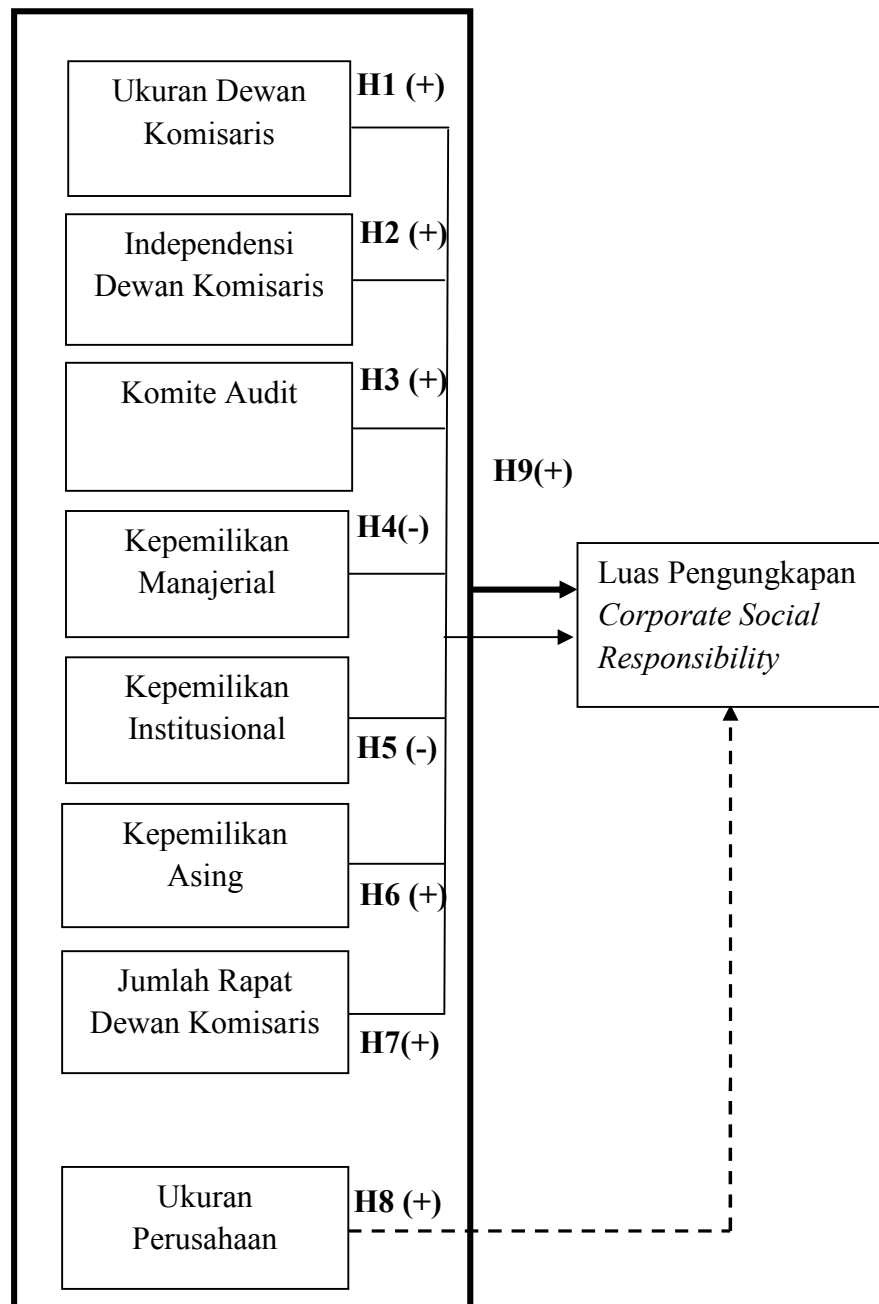 Ukuran Dewan
Komisaris
H1 (+)
Independensi
Dewan Komisaris
H2 (+)
Komite Audit
H3 (+)
H9(+)
Kepemilikan
Manajerial
H4(-)
Luas Pengungkapan
Corporate Social
Responsibility
Kepemilikan
Institusional
H5 (-)
Kepemilikan
Asing
H6 (+)
Jumlah Rapat
Dewan Komisaris
H7(+)
Ukuran
Perusahaan
H8 (+)